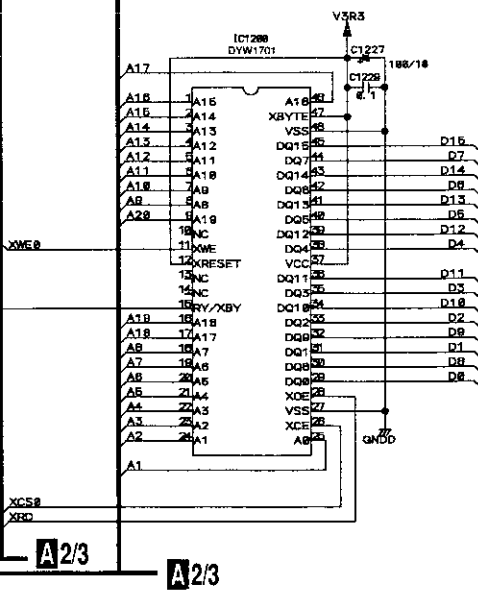 V3R3
IC1200
DYW1701
C1227
100/10
A17
0.1
A16 1 A15 A16 48
A15 2 A14 XBYTE 47
A14 3 A13 VSS 46
A13 4 A12 DQ15 45 D15
A12 5 A11 DQ7 44 D7
A11 6 A10 DQ14 43 D14
A10 7 A9 DQ6 42 D6
A9 8 A8 DQ13 41 D13
A20 9 A19 DQ5 40 D5
10 NC DQ12 39 D12
XWE0 11 XWE DQ4 38 D4
12 XRESET VCC 37
13 NC DQ11 36 D11
14 NC DQ3 35 D3
15 RY/XBY DQ10 34 D10
A19 16 A18 DQ2 33 D2
A18 17 A17 DQ9 32 D9
A8 18 A7 DQ1 31 D1
A7 19 A6 DQ8 30 D8
A6 20 A5 DQ0 29 D0
A5 21 A4 XOE 28
A4 22 A3 VSS 27
A3 23 A2 XCE 26
A2 24 A1 A0 25
GNDD
A1
XCS0
XRD
A 2/3
A 2/3